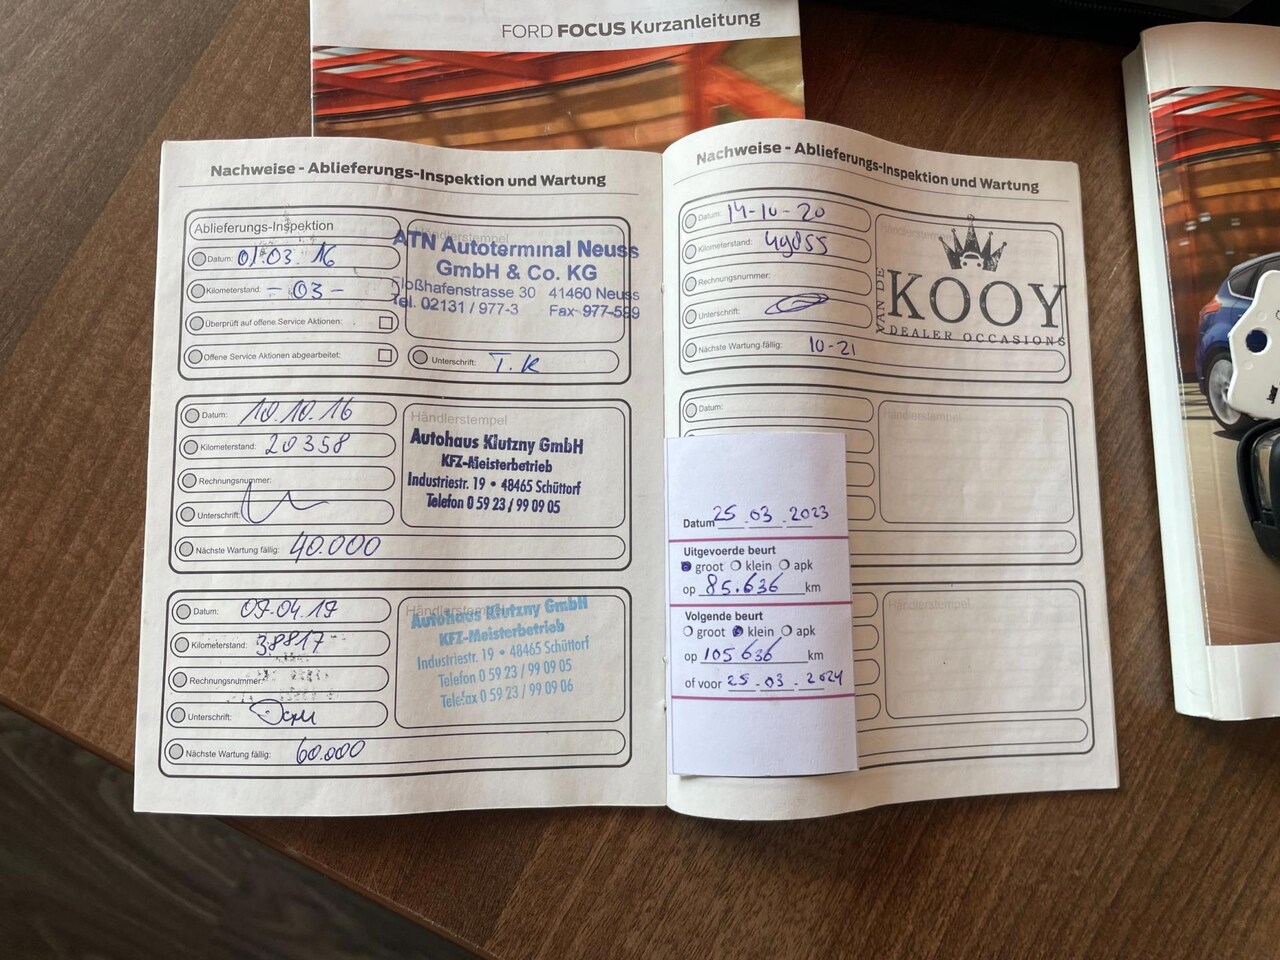 FORD FOCUS Kurzanleitung
Nachweise - Ablieferungs-Inspektion und Wartung
Ablieferungs-Inspektion
Datum: 01.03.16
Kilometerstand: - 03 -
Überprüft auf offene Service Aktionen:
Offene Service Aktionen abgearbeitet:
Händlerstempel
ATN Autoterminal Neuss
GmbH & Co. KG
Floßhafenstrasse 30 41460 Neuss
Tel. 02131 / 977-3 Fax 977-599
Unterschrift: T.K
Datum: 10.10.16
Kilometerstand: 20358
Rechnungsnummer:
Unterschrift:
Nächste Wartung fällig: 40.000
Händlerstempel
Autohaus Klutzny GmbH
KFZ-Meisterbetrieb
Industriestr. 19 • 48465 Schüttorf
Telefon 0 59 23 / 99 09 05
Datum: 07.04.17
Kilometerstand: 38817
Rechnungsnummer:
Unterschrift:
Nächste Wartung fällig: 60.000
Händlerstempel
Autohaus Klutzny GmbH
KFZ-Meisterbetrieb
Industriestr. 19 • 48465 Schüttorf
Telefon 0 59 23 / 99 09 05
Telefax 0 59 23 / 99 09 06
Nachweise - Ablieferungs-Inspektion und Wartung
Datum: 14-10-20
Kilometerstand: 49055
Rechnungsnummer:
Unterschrift:
Nächste Wartung fällig: 10-21
VAN DE
KOOY
DEALER OCCASIONS
Datum:
Händlerstempel
Datum 25.03.2023
Uitgevoerde beurt
groot klein apk
op 85.636 km
Volgende beurt
groot klein apk
op 105636 km
of voor 25.03.2024
Händlerstempel